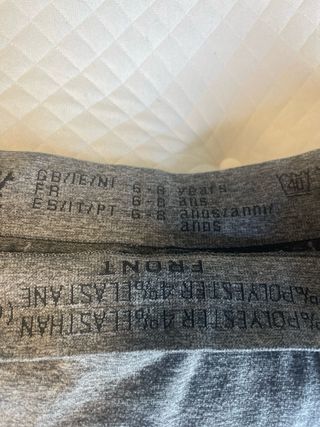 GB/IE/NI 6-8 years
FR 6-8 ans
ES/IT/PT 6-8 anos/anni/
anos
40
FRONT
% POLYESTER 4% ELASTANE
% POLYESTER 4% ELASTHAN